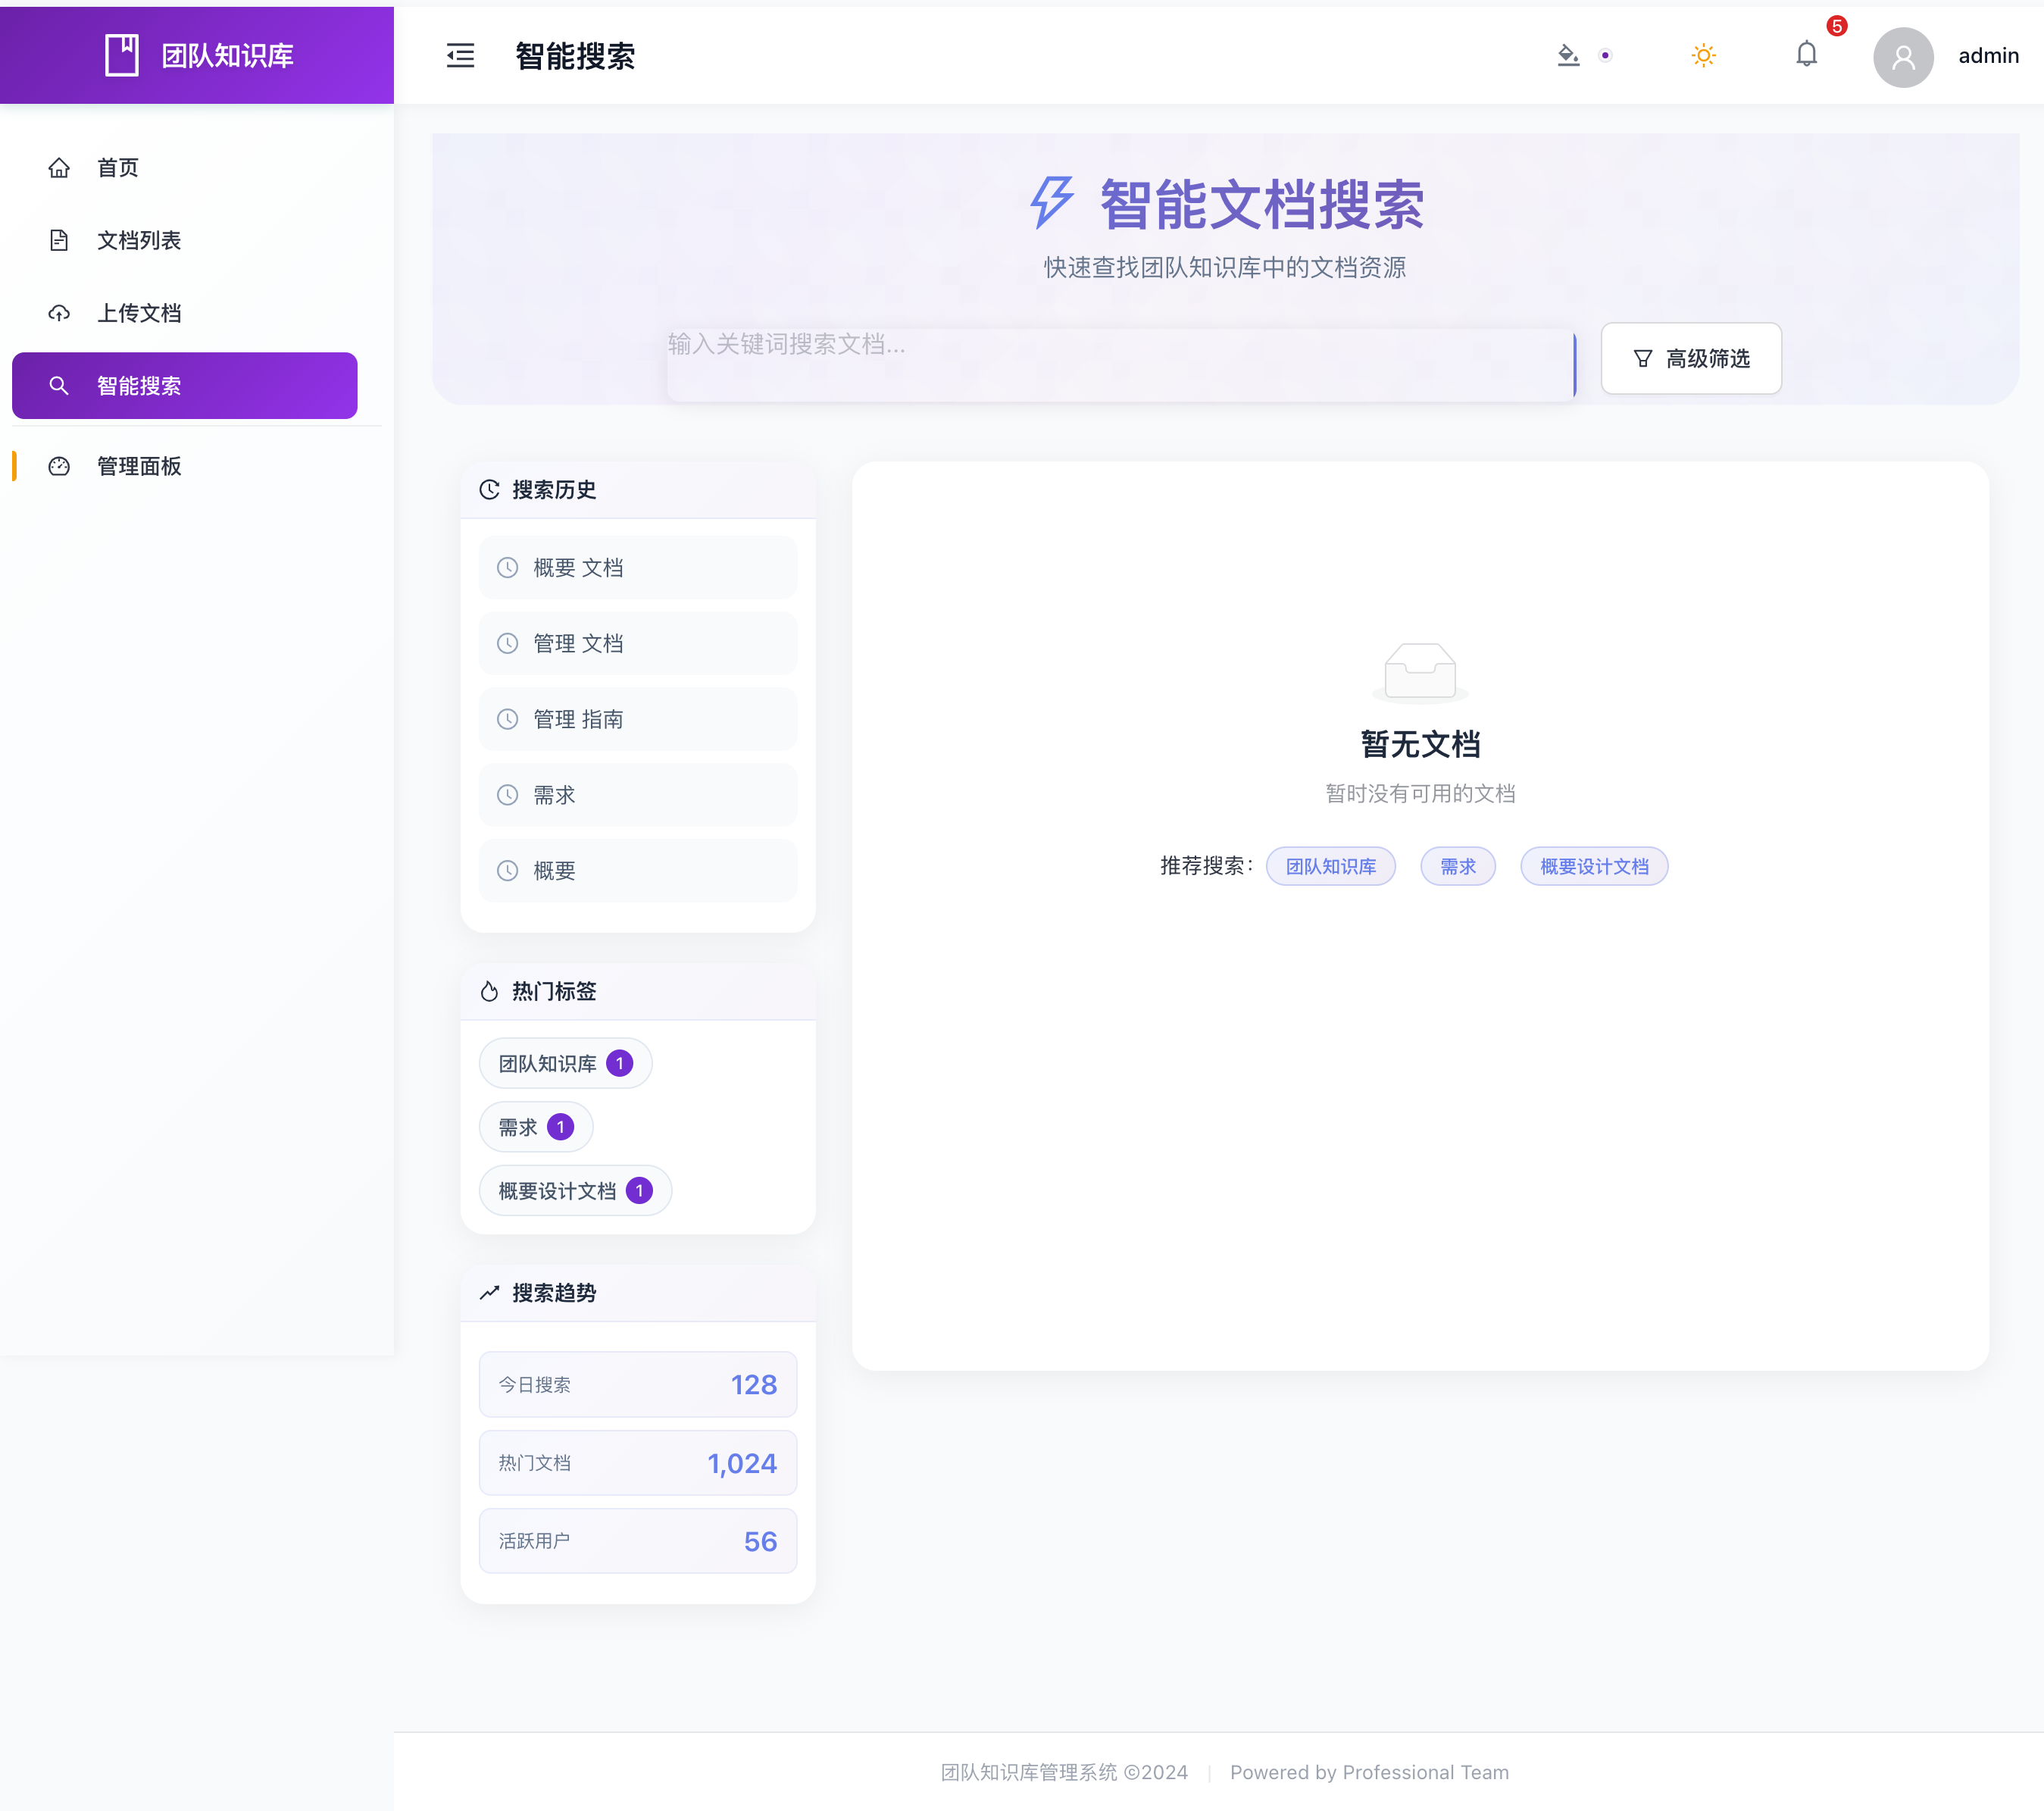 团队知识库
智能搜索
5
admin
首页
文档列表
上传文档
智能搜索
管理面板
智能文档搜索
快速查找团队知识库中的文档资源
输入关键词搜索文档...
高级筛选
搜索历史
概要 文档
管理 文档
管理 指南
需求
概要
热门标签
团队知识库 1
需求 1
概要设计文档 1
搜索趋势
今日搜索 128
热门文档 1,024
活跃用户 56
暂无文档
暂时没有可用的文档
推荐搜索： 团队知识库 需求 概要设计文档
团队知识库管理系统 ©2024 | Powered by Professional Team